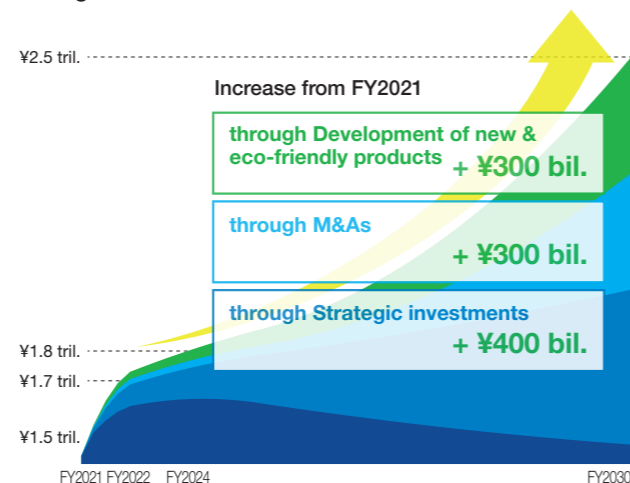 ¥2.5 tril.
Increase from FY2021
through Development of new &
eco-friendly products + ¥300 bil.
through M&As
+ ¥300 bil.
through Strategic investments
+ ¥400 bil.
¥1.8 tril.
¥1.7 tril.
¥1.5 tril.
FY2021 FY2022 FY2024 FY2030